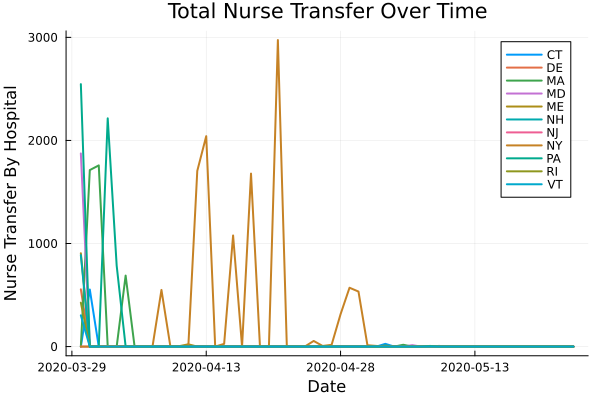 Total Nurse Transfer Over Time
Nurse Transfer By Hospital
3000
2000
1000
0
2020-03-29
2020-04-13
2020-04-28
2020-05-13
Date
CT
DE
MA
MD
ME
NH
NJ
NY
PA
RI
VT